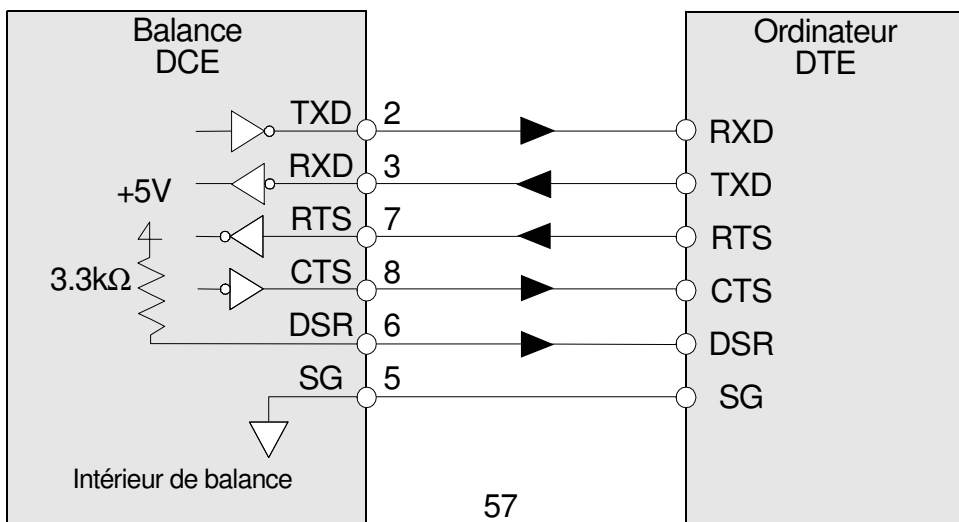 Balance
DCE
Ordinateur
DTE
TXD 2 RXD
RXD 3 TXD
+5V
RTS 7 RTS
3.3kΩ
CTS 8 CTS
DSR 6 DSR
SG 5 SG
Intérieur de balance
57